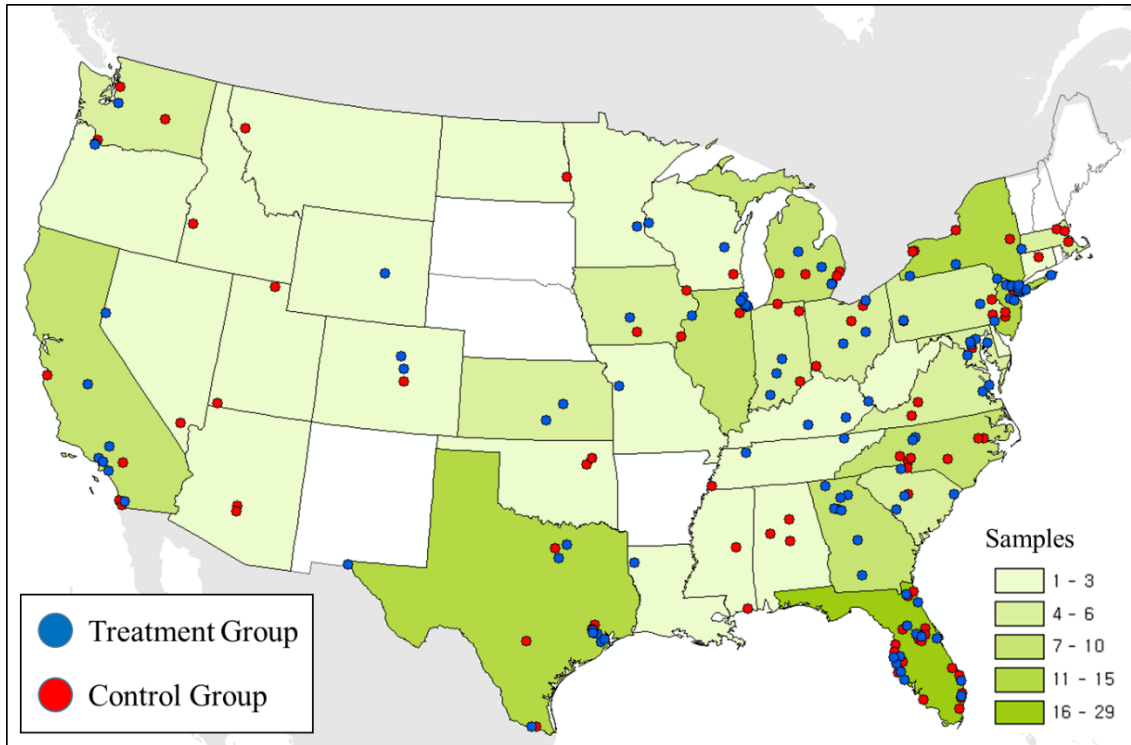 Samples
1 - 3
4 - 6
7 - 10
11 - 15
16 - 29
Treatment Group
Control Group